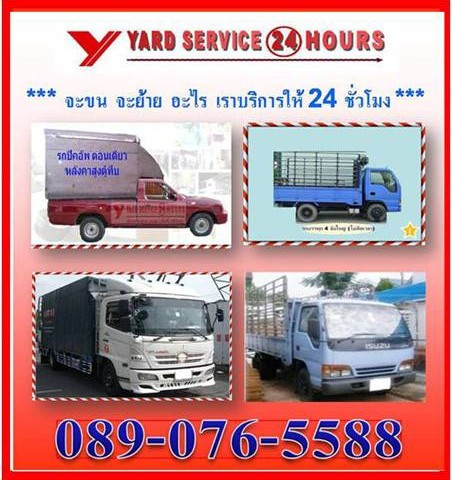 YARD SERVICE 24 HOURS
*** จะขน จะย้าย อะไร เราบริการให้ 24 ชั่วโมง ***
รถปิคอัพ ตอนเดียว
หลังคาสูงตู้ทึบ
ISUZU
089-076-5588